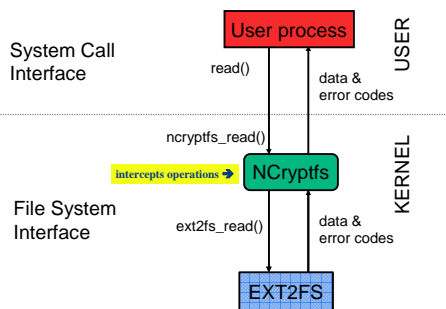 User process
System Call
Interface
USER
read()
data &
error codes
ncryptfs_read()
intercepts operations ➔
NCryptfs
KERNEL
File System
Interface
ext2fs_read()
data &
error codes
EXT2FS